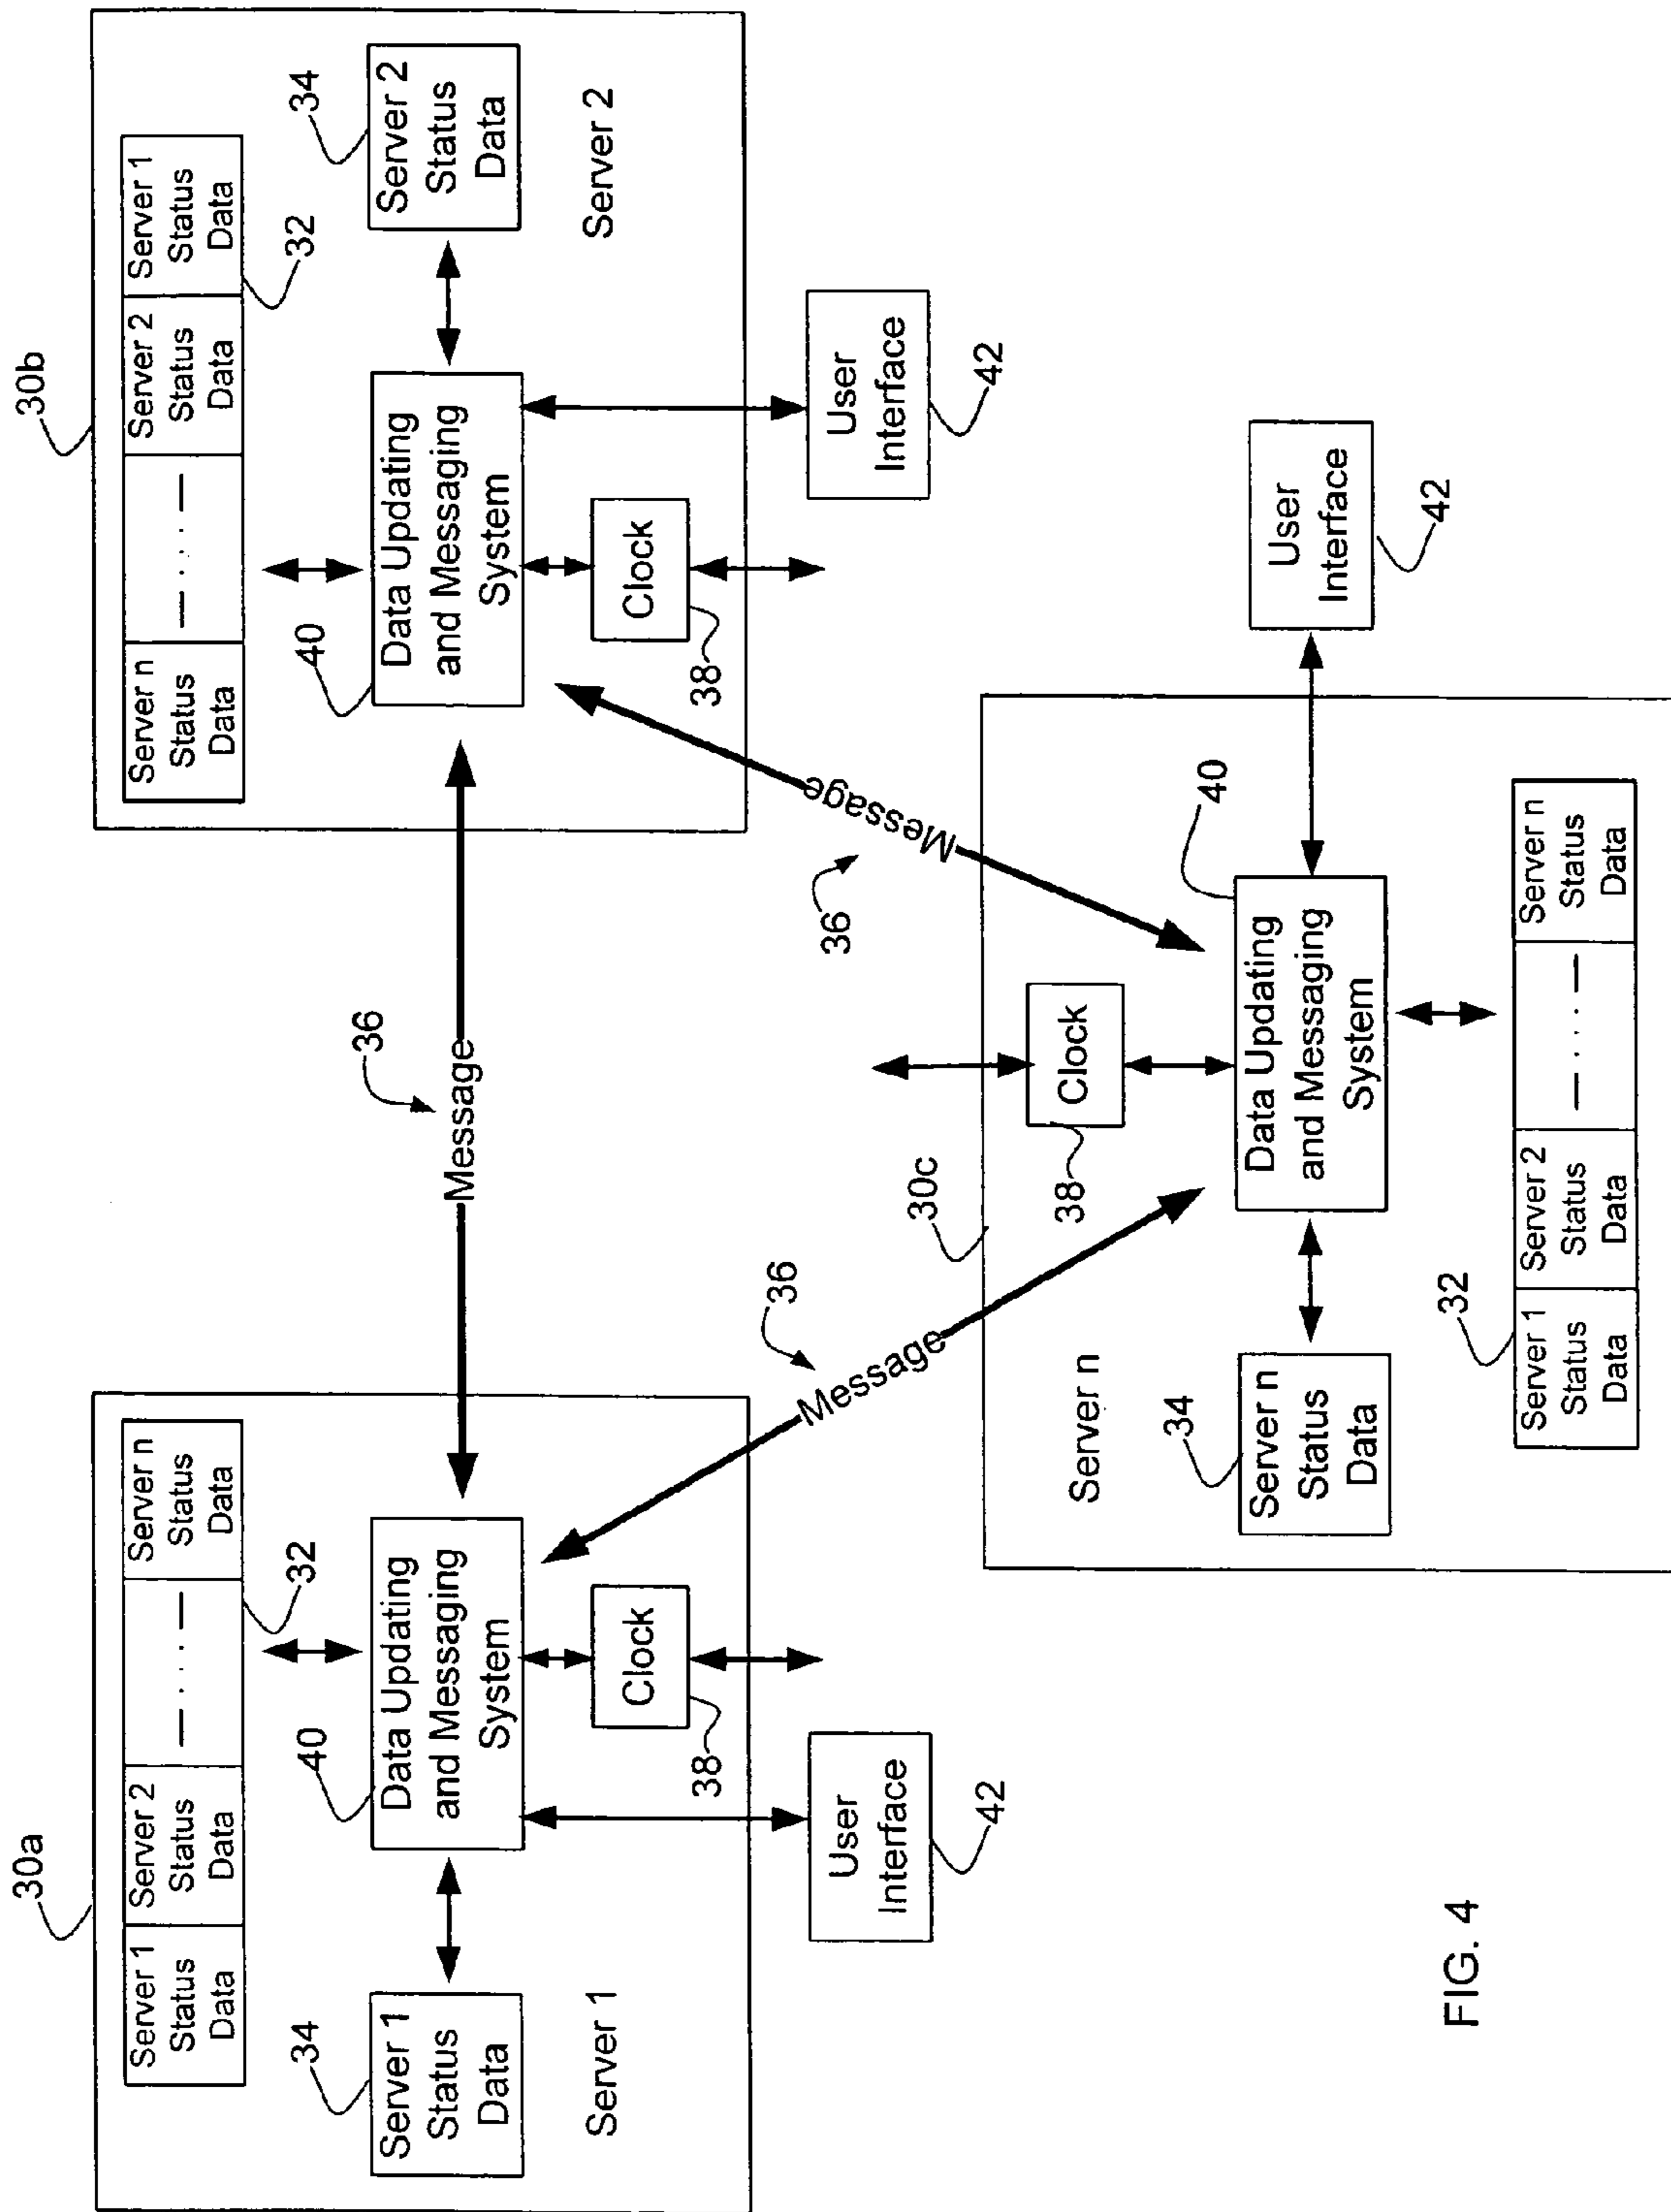 30a
Server 1
Status
Data
Server 2
Status
Data
— · · · —
Server n
Status
Data
32
34
Server 1
Status
Data
40
Data Updating
and Messaging
System
38
Clock
Server 1
User
Interface
42
36
Message
30b
Server n
Status
Data
— · · · —
Server 2
Status
Data
Server 1
Status
Data
32
40
Data Updating
and Messaging
System
34
Server 2
Status
Data
38
Clock
Server 2
User
Interface
42
36
Message
36
Message
30c
Server n
38
Clock
34
Server n
Status
Data
40
Data Updating
and Messaging
System
User
Interface
42
32
Server 1
Status
Data
Server 2
Status
Data
— · · · —
Server n
Status
Data
FIG. 4